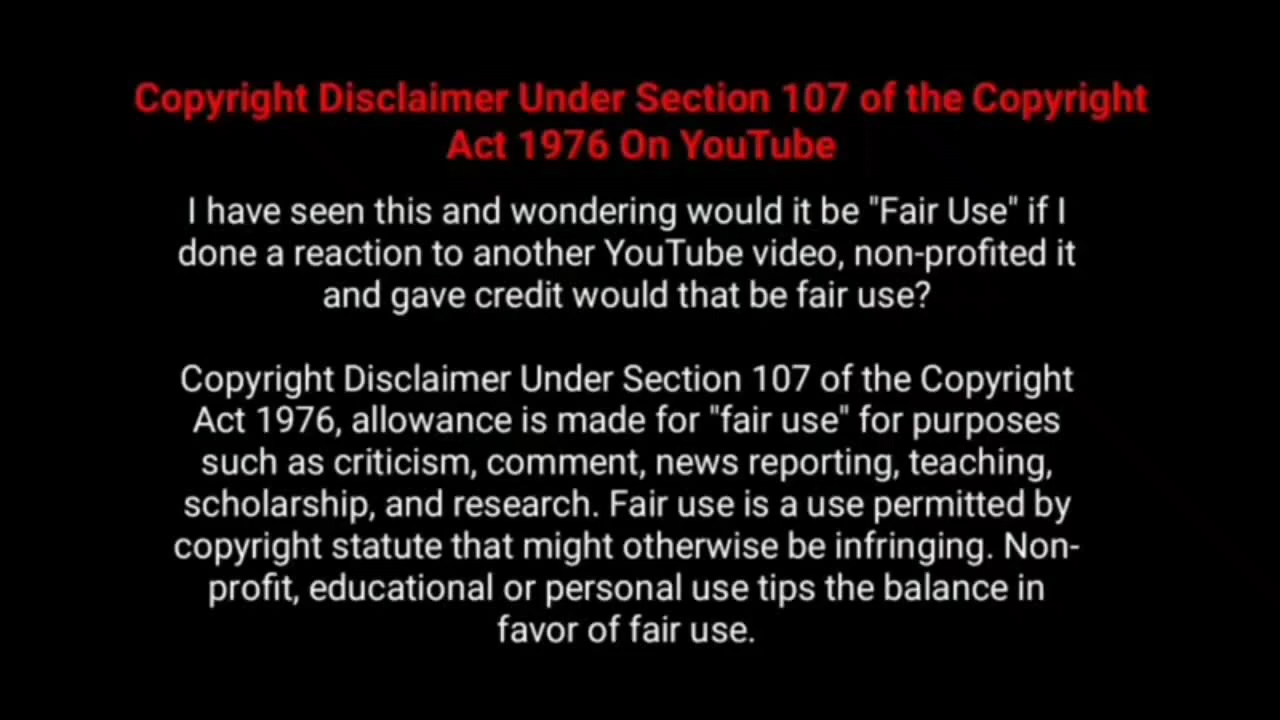 Copyright Disclaimer Under Section 107 of the Copyright
Act 1976 On YouTube
I have seen this and wondering would it be "Fair Use" if I
done a reaction to another YouTube video, non-profited it
and gave credit would that be fair use?
Copyright Disclaimer Under Section 107 of the Copyright
Act 1976, allowance is made for "fair use" for purposes
such as criticism, comment, news reporting, teaching,
scholarship, and research. Fair use is a use permitted by
copyright statute that might otherwise be infringing. Non-
profit, educational or personal use tips the balance in
favor of fair use.